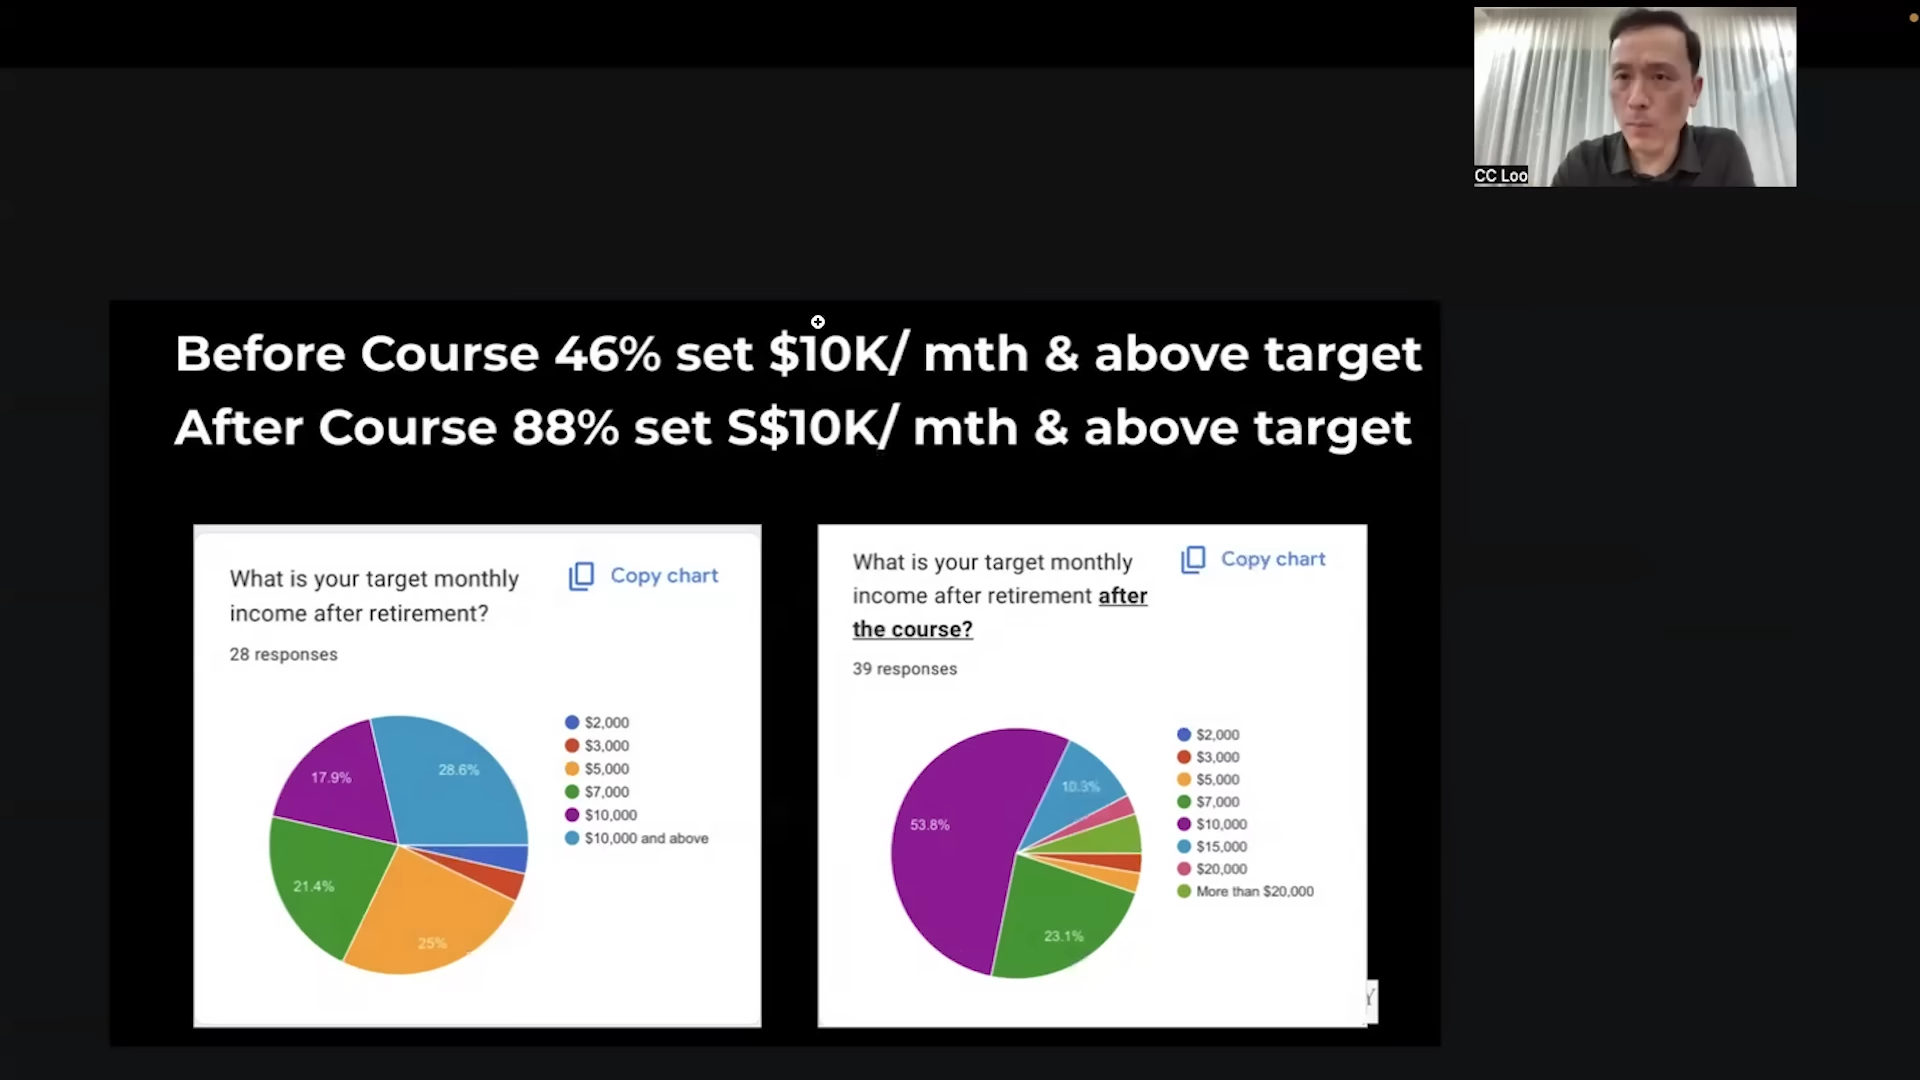 CC Loo
Before Course 46% set $10K/ mth & above target
After Course 88% set S$10K/ mth & above target
What is your target monthly
income after retirement?
Copy chart
28 responses
17.9%
28.6%
21.4%
25%
$2,000
$3,000
$5,000
$7,000
$10,000
$10,000 and above
What is your target monthly
income after retirement after
the course?
Copy chart
39 responses
53.8%
10.3%
23.1%
$2,000
$3,000
$5,000
$7,000
$10,000
$15,000
$20,000
More than $20,000